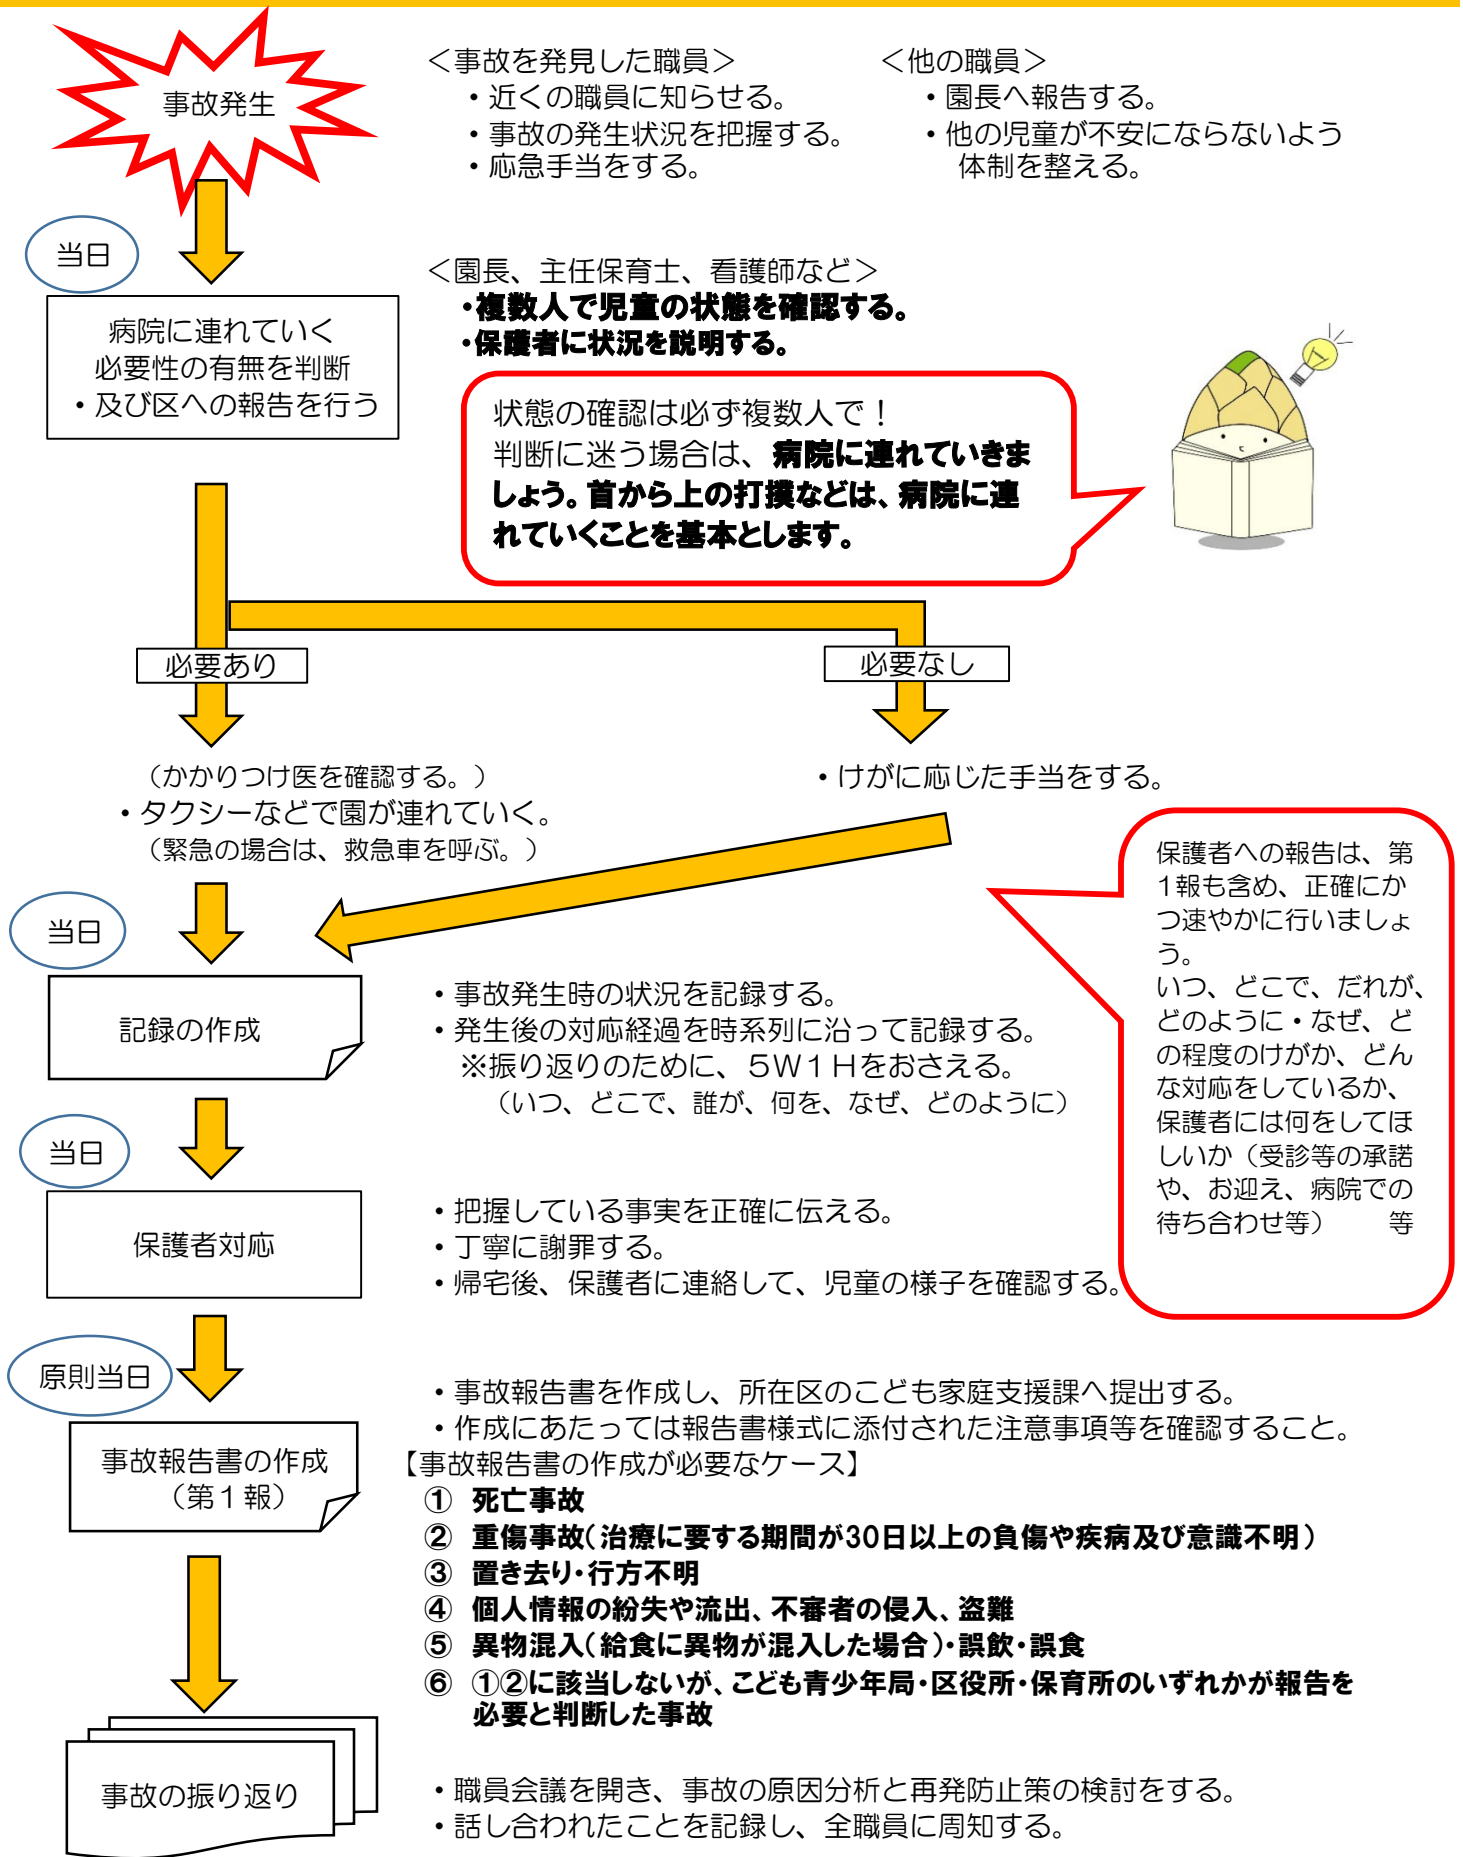 事故発生
＜事故を発見した職員＞
・近くの職員に知らせる。
・事故の発生状況を把握する。
・応急手当をする。
＜他の職員＞
・園長へ報告する。
・他の児童が不安にならないよう
体制を整える。
当日
病院に連れていく
必要性の有無を判断
・及び区への報告を行う
＜園長、主任保育士、看護師など＞
・複数人で児童の状態を確認する。
・保護者に状況を説明する。
状態の確認は必ず複数人で！
判断に迷う場合は、病院に連れていきま
しょう。首から上の打撲などは、病院に連
れていくことを基本とします。
必要あり
必要なし
（かかりつけ医を確認する。）
・タクシーなどで園が連れていく。
（緊急の場合は、救急車を呼ぶ。）
・けがに応じた手当をする。
保護者への報告は、第
1報も含め、正確にか
つ速やかに行いましょ
う。
いつ、どこで、だれが、
どのように・なぜ、ど
の程度のけがか、どん
な対応をしているか、
保護者には何をしてほ
しいか（受診等の承諾
や、お迎え、病院での
待ち合わせ等）　　等
当日
記録の作成
・事故発生時の状況を記録する。
・発生後の対応経過を時系列に沿って記録する。
※振り返りのために、５Ｗ１Ｈをおさえる。
（いつ、どこで、誰が、何を、なぜ、どのように）
当日
保護者対応
・把握している事実を正確に伝える。
・丁寧に謝罪する。
・帰宅後、保護者に連絡して、児童の様子を確認する。
原則当日
事故報告書の作成
（第１報）
・事故報告書を作成し、所在区のこども家庭支援課へ提出する。
・作成にあたっては報告書様式に添付された注意事項等を確認すること。
【事故報告書の作成が必要なケース】
①　死亡事故
②　重傷事故（治療に要する期間が30日以上の負傷や疾病及び意識不明）
③　置き去り・行方不明
④　個人情報の紛失や流出、不審者の侵入、盗難
⑤　異物混入（給食に異物が混入した場合）・誤飲・誤食
⑥　①②に該当しないが、こども青少年局・区役所・保育所のいずれかが報告を
必要と判断した事故
事故の振り返り
・職員会議を開き、事故の原因分析と再発防止策の検討をする。
・話し合われたことを記録し、全職員に周知する。